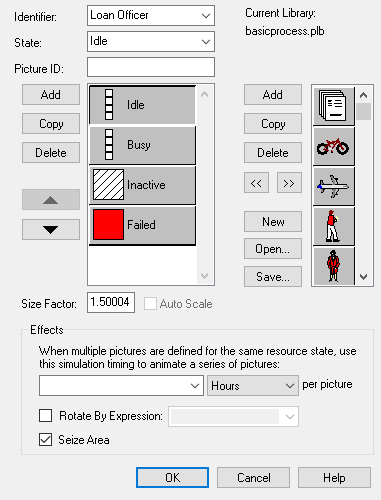 Identifier: Loan Officer
Current Library:
basicprocess.plb
State: Idle
Picture ID:
Add
Copy
Delete
Idle
Busy
Inactive
Failed
Add
Copy
Delete
<< >>
New
Open...
Save...
Size Factor: 1.50004 Auto Scale
Effects
When multiple pictures are defined for the same resource state, use
this simulation timing to animate a series of pictures:
Hours per picture
Rotate By Expression:
Seize Area
OK Cancel Help